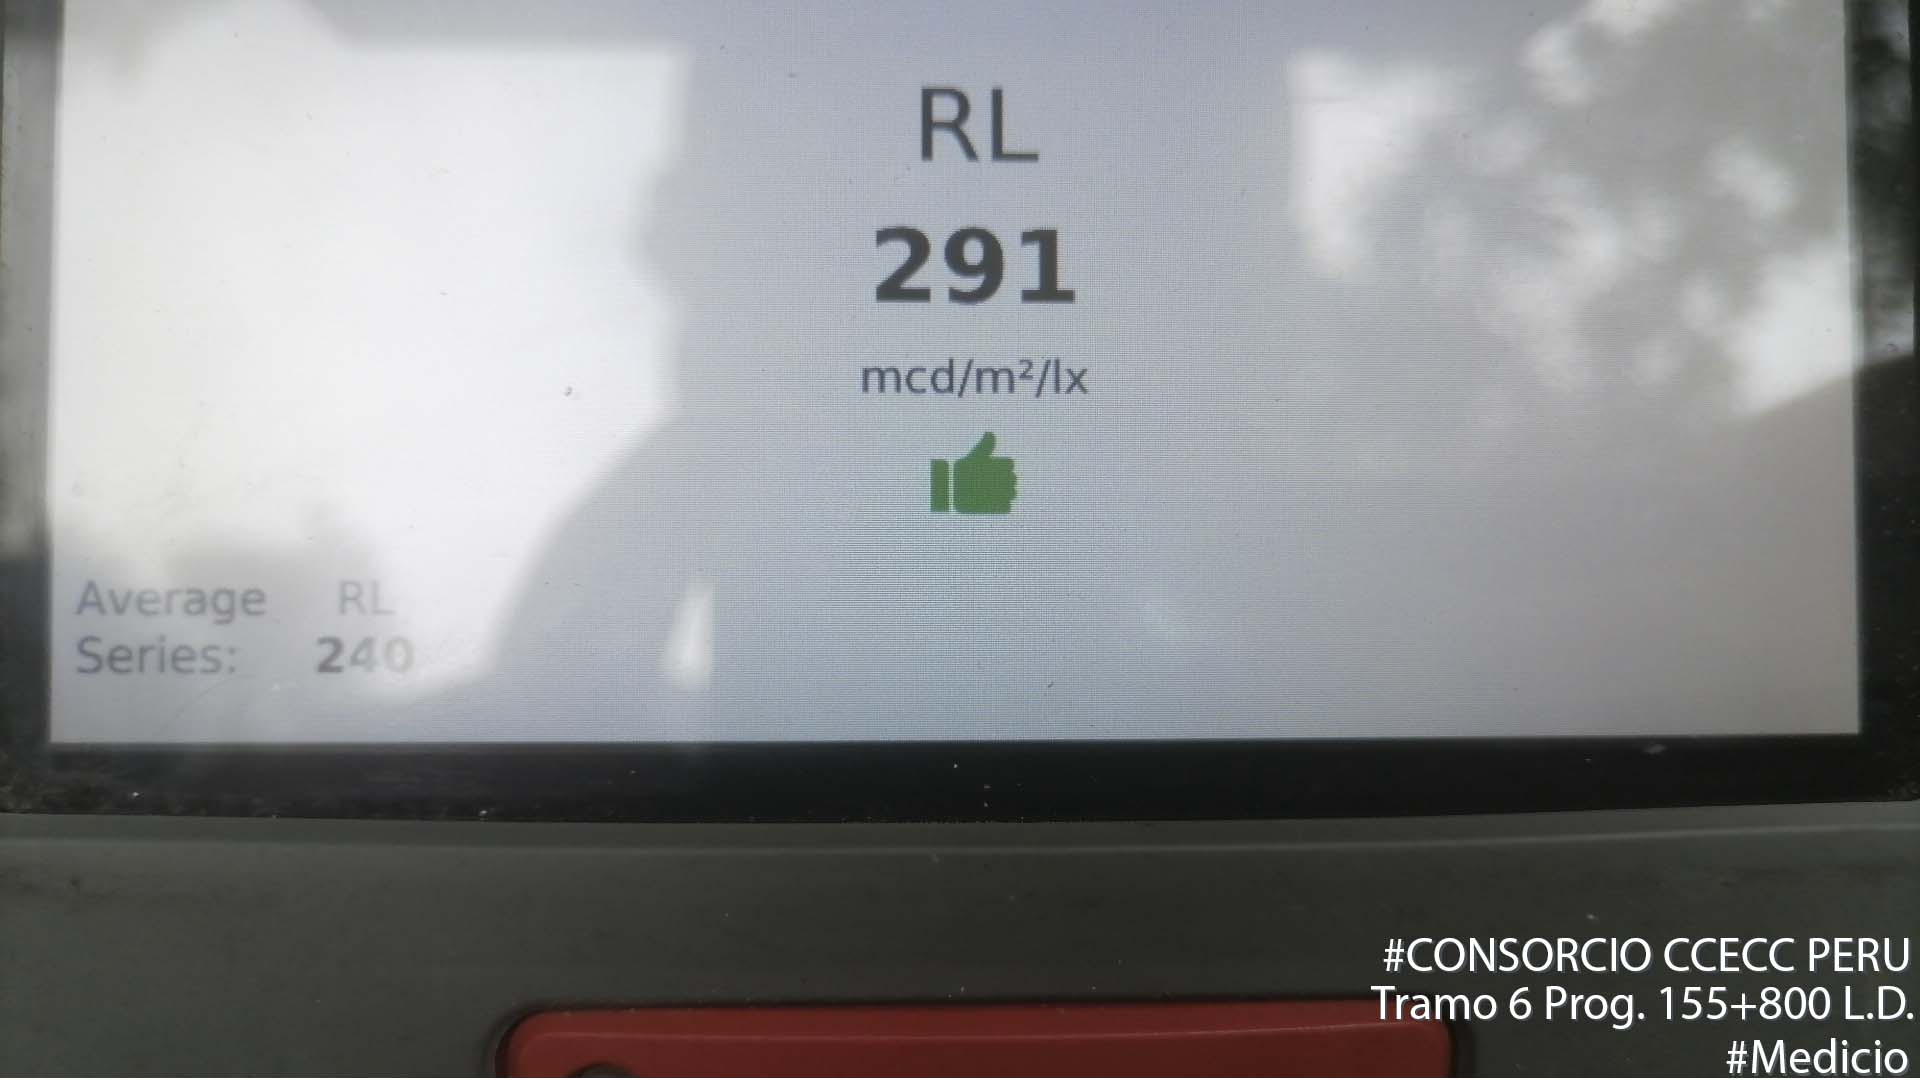 RL
291
mcd/m²/lx
Average RL
Series: 240
#CONSORCIO CCECC PERU
Tramo 6 Prog. 155+800 L.D.
#Medicio